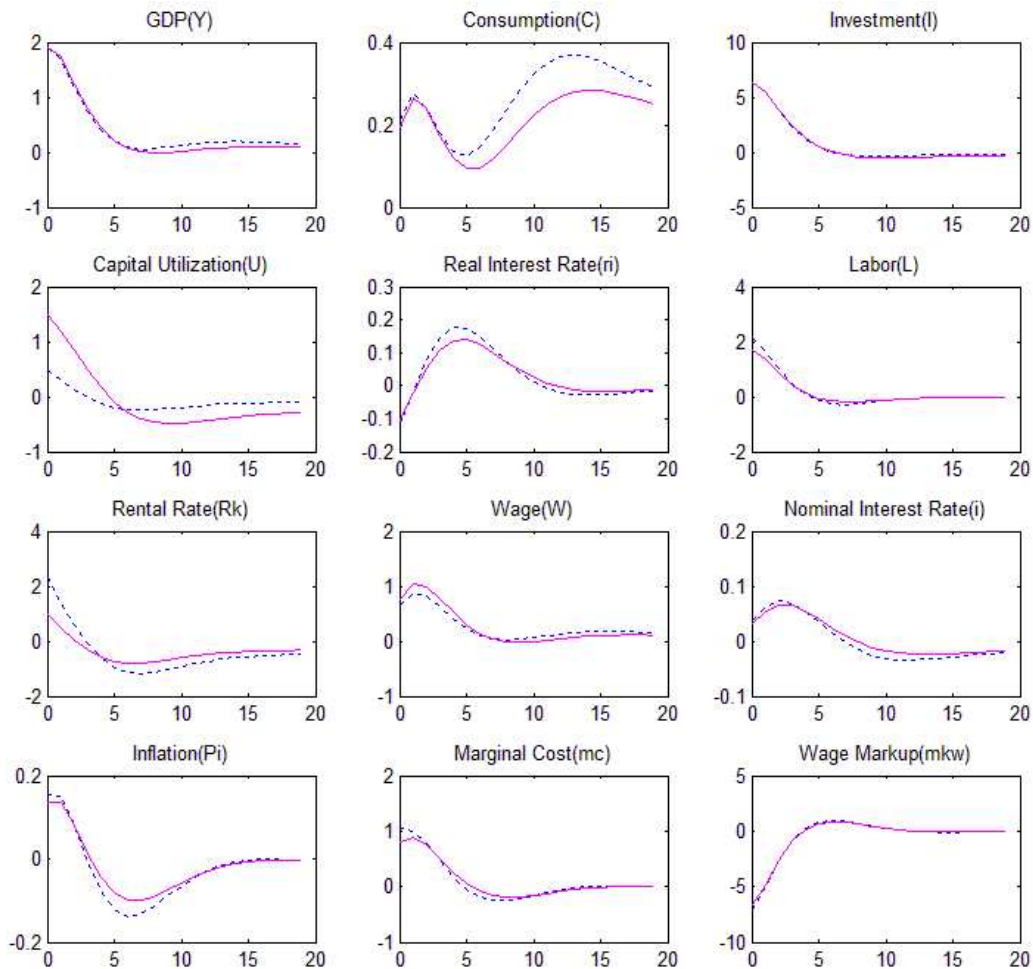 GDP(Y) Consumption(C) Investment(I)
2 0.4 10
1 5
0.2
0 0
-1 0 -5
0 5 10 15 20 0 5 10 15 20 0 5 10 15 20
Capital Utilization(U) Real Interest Rate(ri) Labor(L)
2 0.3 4
0.2
1 2
0.1
0 0 0
-0.1
-1 0.2 -2
0 5 10 15 20 0 5 10 15 20 0 5 10 15 20
Rental Rate(Rk) Wage(W) Nominal Interest Rate(i)
4 2 0.2
2 1 0.1
0 0 0
-2 -1 -0.1
0 5 10 15 20 0 5 10 15 20 0 5 10 15 20
Inflation(Pi) Marginal Cost(mc) Wage Markup(mkw)
0.2 2 5
1 0
0
0 -5
-0.2 -1 -10
0 5 10 15 20 0 5 10 15 20 0 5 10 15 20